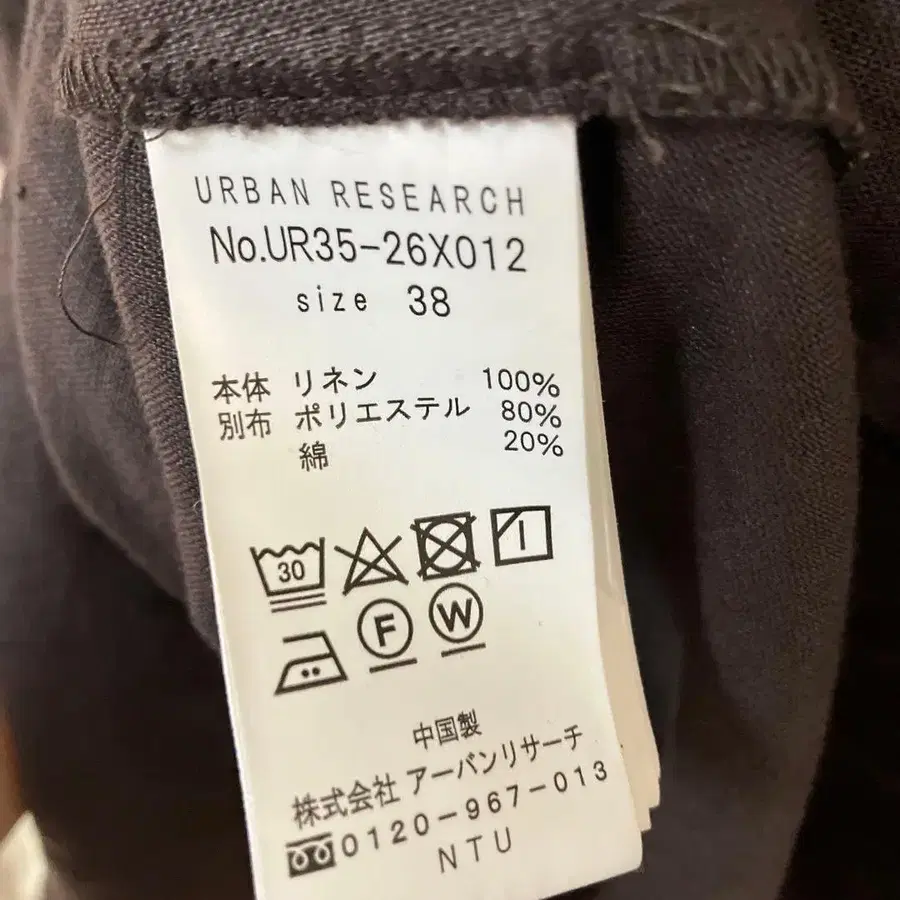 URBAN RESEARCH
No.UR35-26X012
size 38
本体 リネン 100%
別布 ポリエステル 80%
綿 20%
30
F W
中国製
株式会社 アーバンリサーチ
0120-967-013
NTU